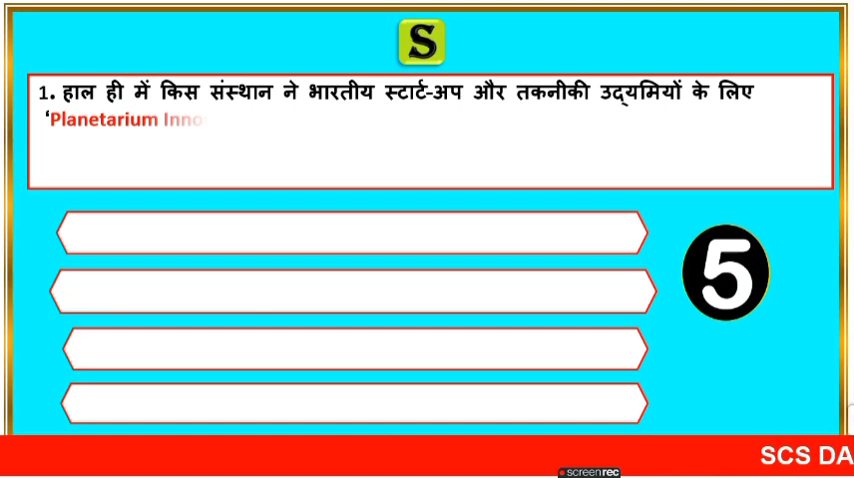 S
1. हाल ही में किस संस्थान ने भारतीय स्टार्ट-अप और तकनीकी उद्यमियों के लिए
‘Planetarium Inno
5
SCS DA
screenrec